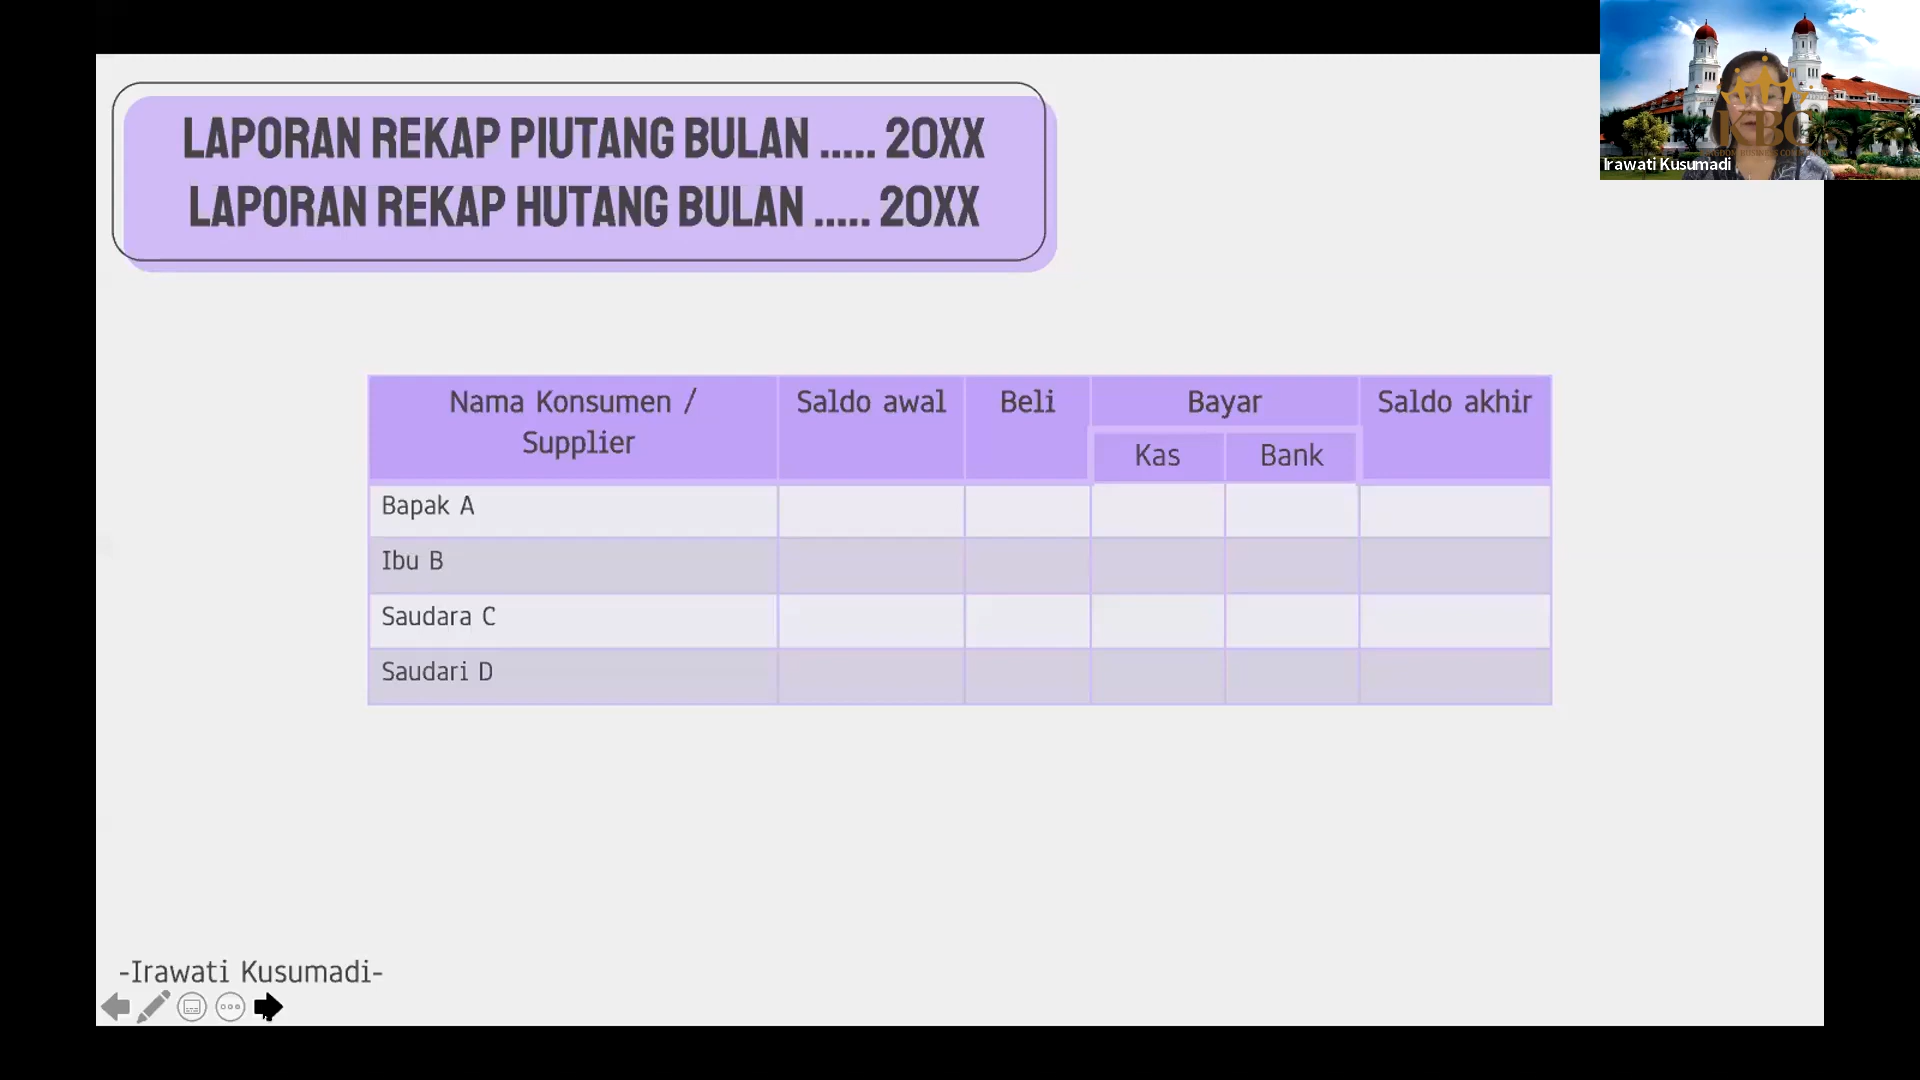 LAPORAN REKAP PIUTANG BULAN ..... 20XX
LAPORAN REKAP HUTANG BULAN ..... 20XX
KBC
Irawati Kusumadi
Nama Konsumen / Saldo awal Beli Bayar Saldo akhir
Supplier
Kas Bank
Bapak A
Ibu B
Saudara C
Saudari D
-Irawati Kusumadi-